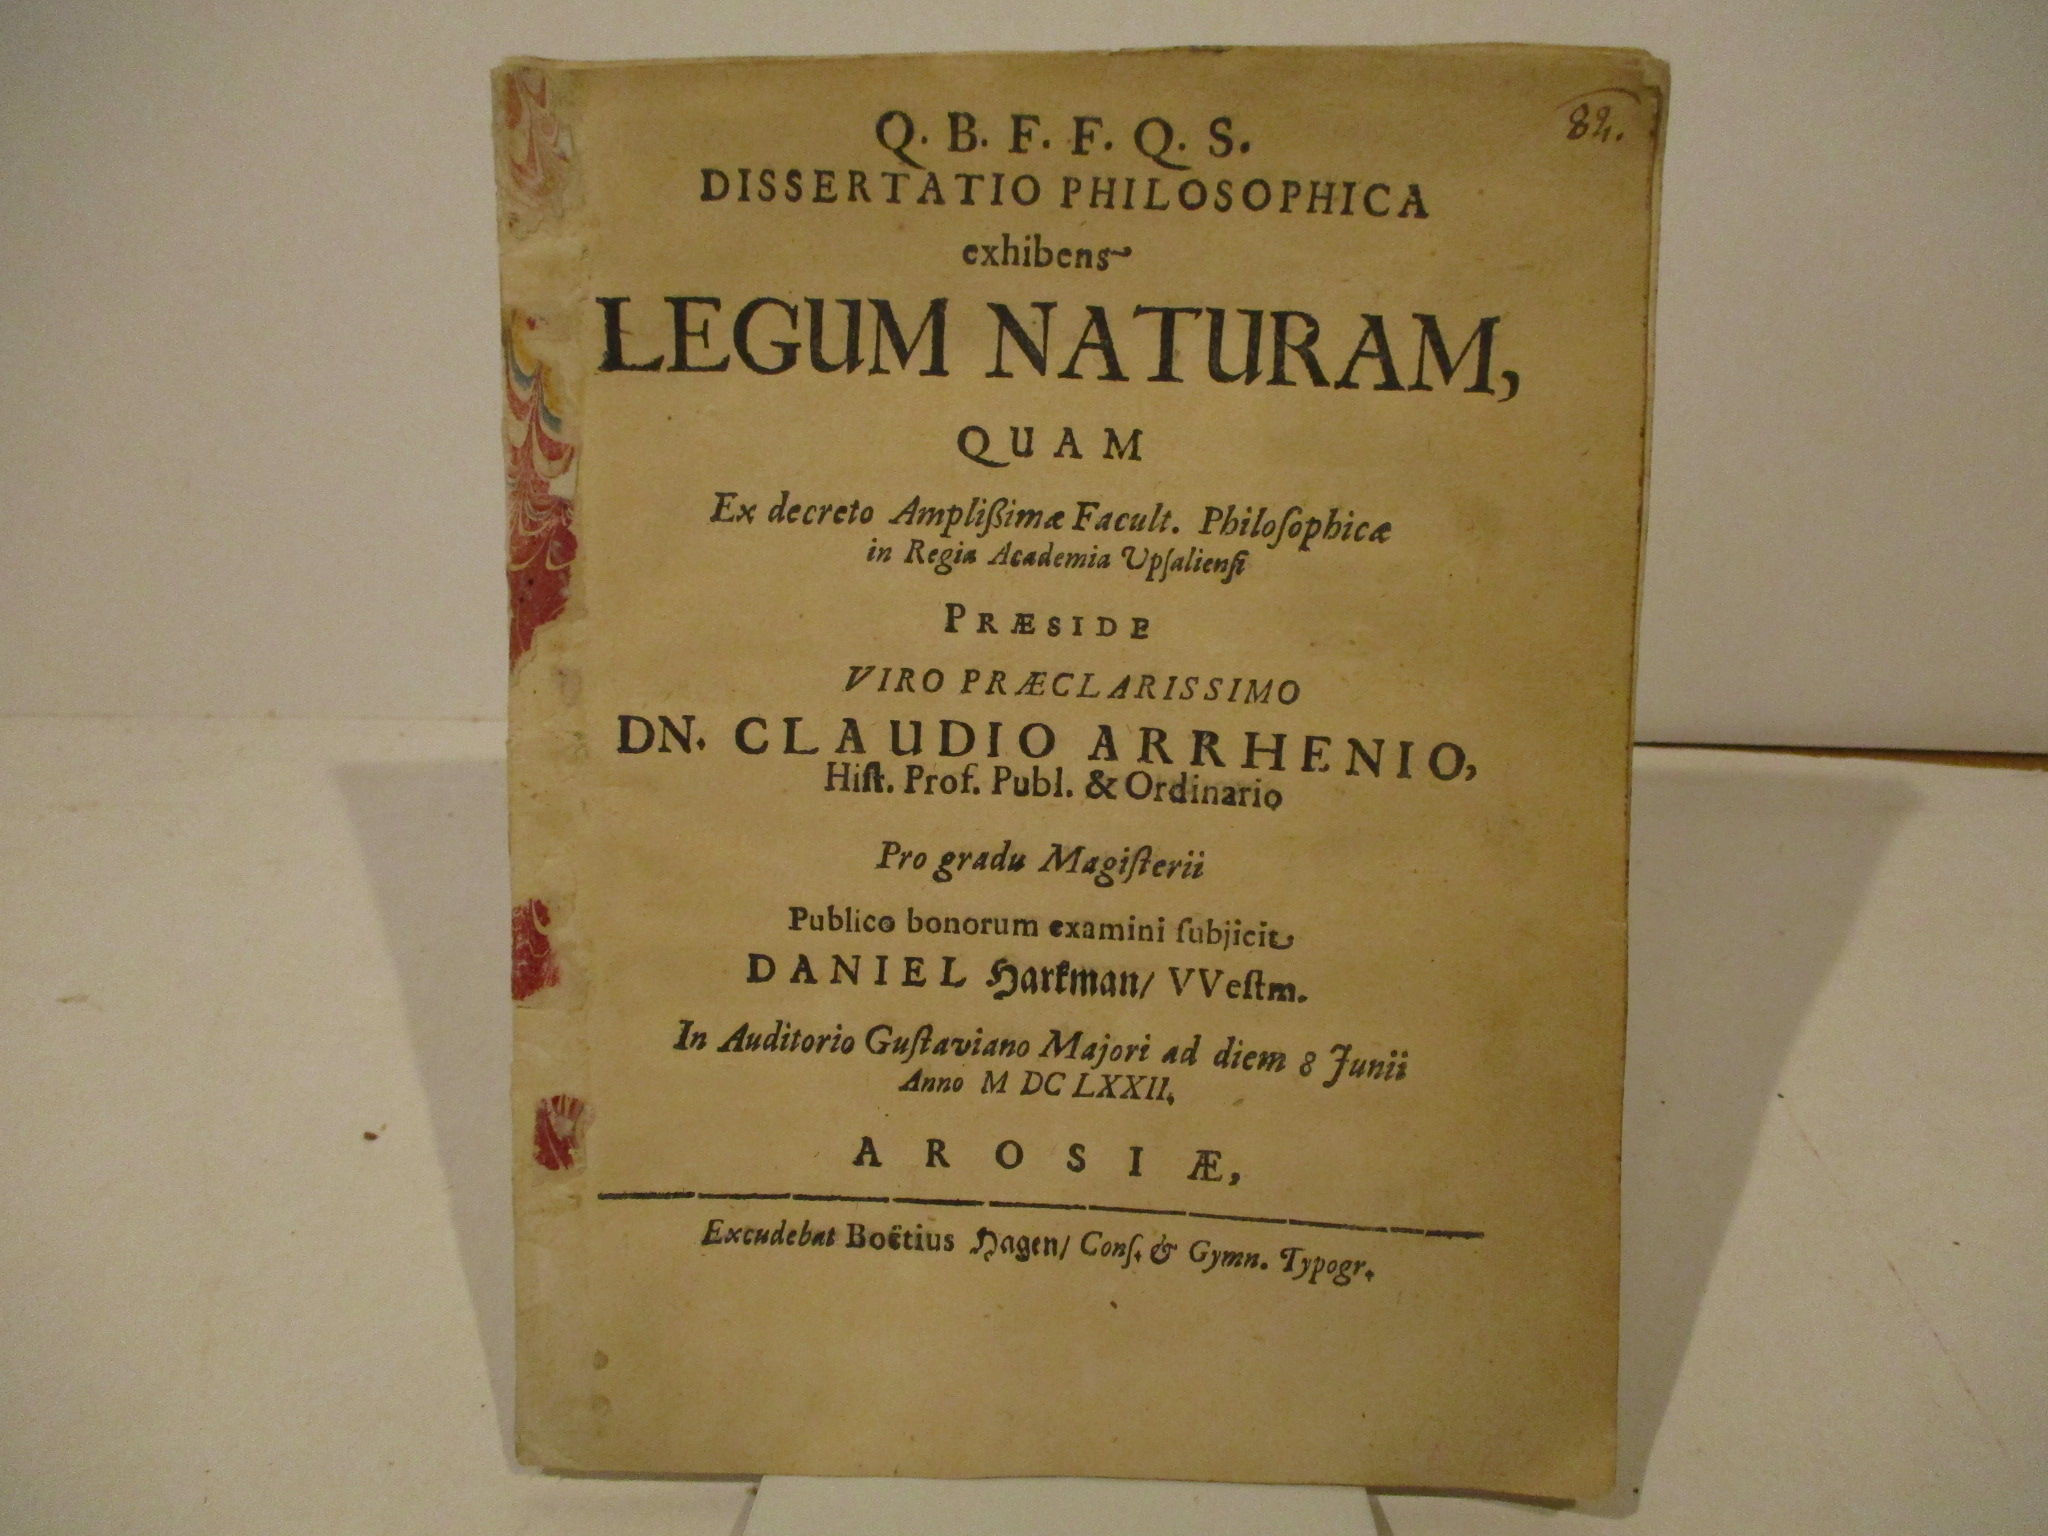 82.
Q. B. F. F. Q. S.
DISSERTATIO PHILOSOPHICA
exhibens
LEGUM NATURAM,
QUAM
Ex decreto Amplißimæ Facult. Philoſophicæ
in Regia Academia Upſalienſi
PRÆSIDE
VIRO PRÆCLARISSIMO
DN. CLAUDIO ARRHENIO,
Hiſt. Prof. Publ. & Ordinario
Pro gradu Magiſterii
Publico bonorum examini ſubjicit
DANIEL Harkman/ VVeſtm.
In Auditorio Guſtaviano Majori ad diem 8 Junii
Anno M DC LXXII.
AROSIÆ,
Excudebat Boëtius Hagen/ Conſ. & Gymn. Typogr.